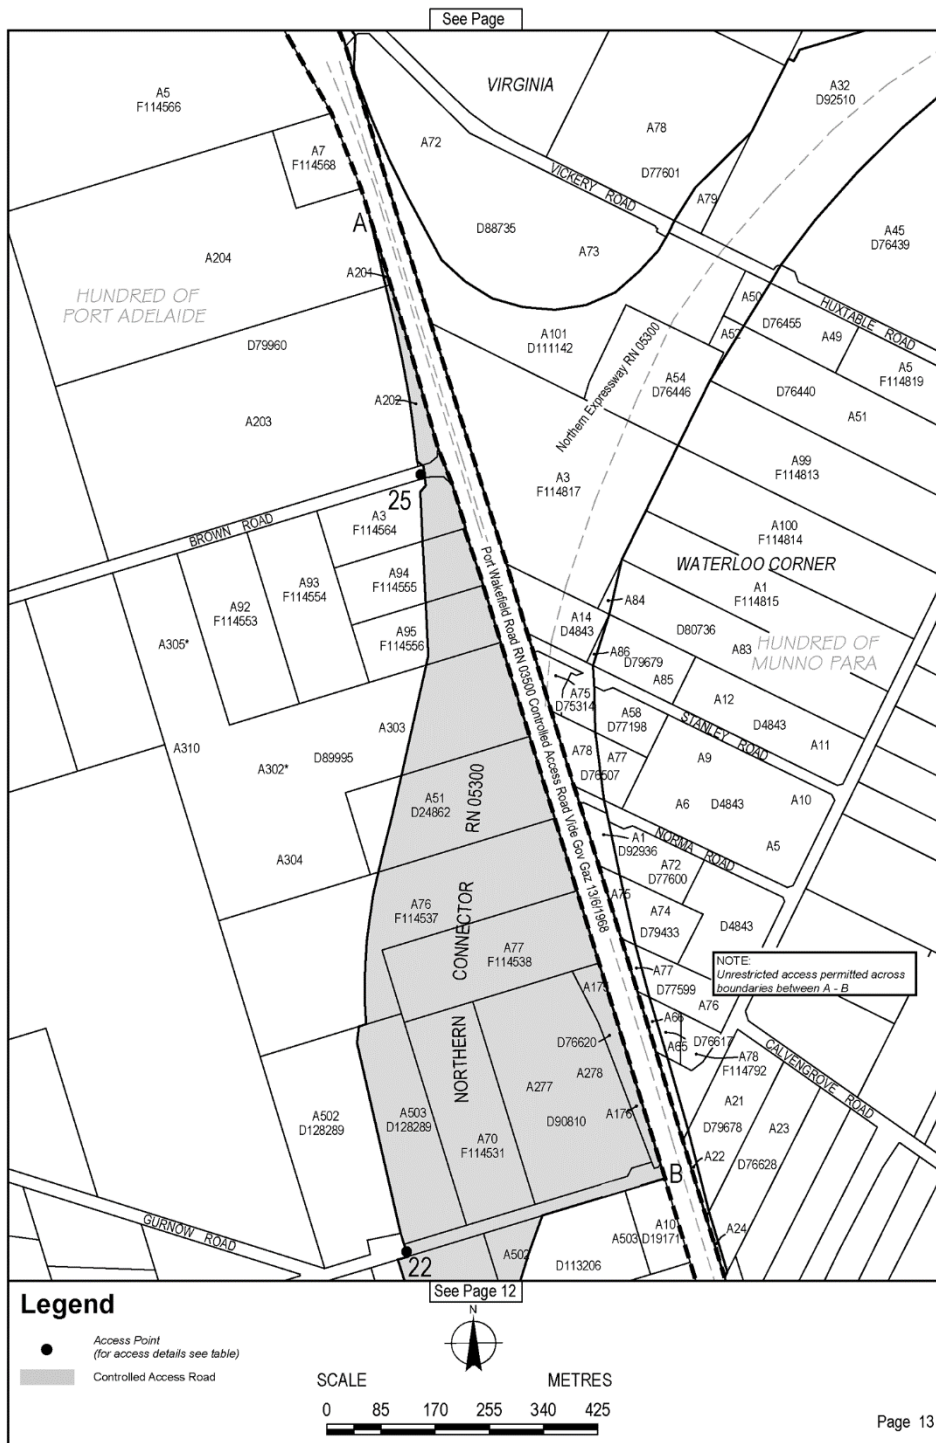 See Page
VIRGINIA
A5
F114566
A7
F114568
A72
A78
D77601
A32
D92510
VICKERY ROAD
A79
A
D88735
A73
A45
D76439
A204
A204
HUNDRED OF
PORT ADELAIDE
D79960
A50
D76455
A52
A49
HUXTABLE ROAD
A101
D111142
Northern Expressway RN 05300
A54
D76446
A5
F114819
D76440
A51
A202
A203
A99
F114813
A3
F114817
25
BROWN ROAD
A3
F114564
A100
F114814
Port Wakefield Road RN 03500 Controlled Access Road Vide Gov Gaz 13/6/1968
WATERLOO CORNER
A94
F114555
A93
F114554
A92
F114553
A1
F114815
A84
A14
D4843
D80736
A83
HUNDRED OF
MUNNO PARA
A95
F114556
A305*
A86
D79679
A85
A75
D75314
A12
D4843
A11
A58
D77198
STANLEY ROAD
A303
A310
D89995
A302*
A78
A77
D76507
A9
A51
D24862
RN 05300
A6
D4843
A10
A5
NORMA ROAD
A304
A1
D92936
A72
D77600
A76
F114537
CONNECTOR
A75
A74
D79433
D4843
A77
F114538
NOTE:
Unrestricted access permitted across
boundaries between A - B
A77
D77599
A76
A175
A66
A65
D76617
D76620
A78
F114792
CALVENGROVE ROAD
NORTHERN
A278
A277
A21
D79678
A23
A502
D128289
A503
D128289
D90810
A176
A70
F114531
D76628
A22
B
GURNOW ROAD
A10
A503 D19171
A24
A502
22
D113206
See Page 12
Legend
Access Point
(for access details see table)
Controlled Access Road
N
SCALE METRES
0 85 170 255 340 425
Page 13